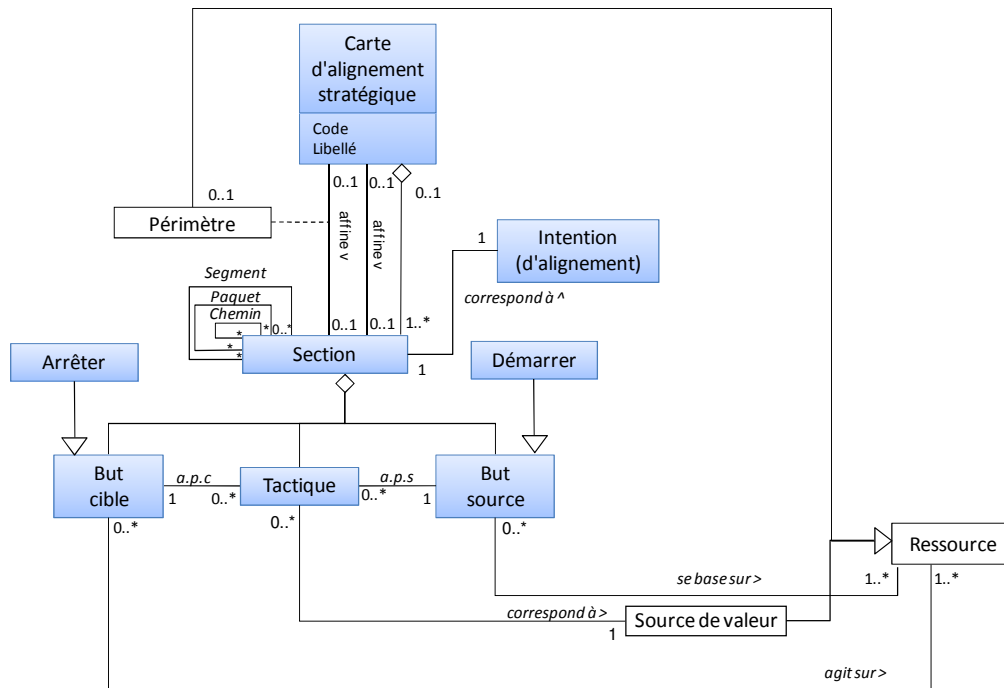 Carte
d'alignement
stratégique
Code
Libellé
0..1
0..1
0..1
0..1
Périmètre
affine v
affine v
1
Intention
(d'alignement)
Segment
correspond à ^
Paquet
Chemin
*
*
0..*
0..1
0..1
1..*
*
*
*
Section
1
Arrêter
Démarrer
But
cible
a.p.c
1
0..*
Tactique
a.p.s
0..*
1
But
source
0..*
0..*
0..*
Ressource
se base sur >
1..*
1..*
correspond à >
1
Source de valeur
agit sur >